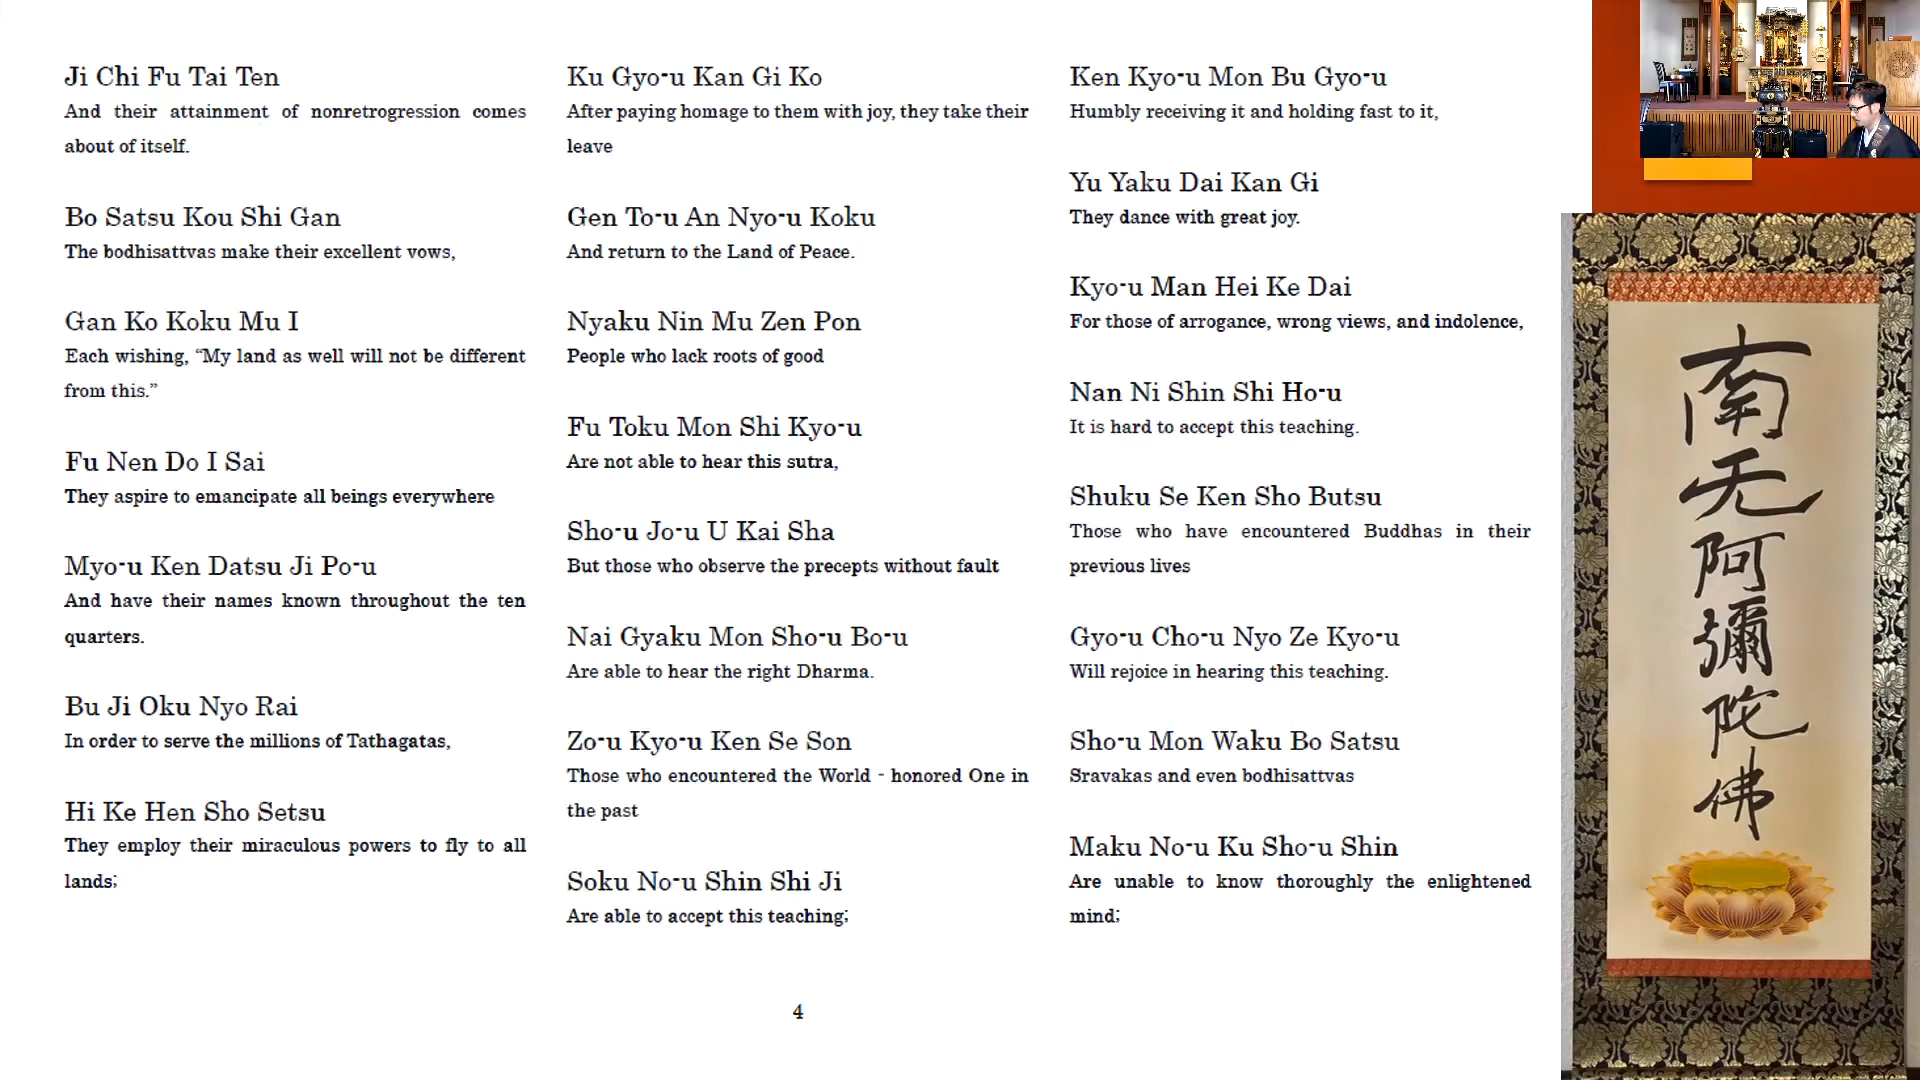 Ji Chi Fu Tai Ten
And their attainment of nonretrogression comes
about of itself.
Bo Satsu Kou Shi Gan
The bodhisattvas make their excellent vows,
Gan Ko Koku Mu I
Each wishing, “My land as well will not be different
from this.”
Fu Nen Do I Sai
They aspire to emancipate all beings everywhere
Myo-u Ken Datsu Ji Po-u
And have their names known throughout the ten
quarters.
Bu Ji Oku Nyo Rai
In order to serve the millions of Tathagatas,
Hi Ke Hen Sho Setsu
They employ their miraculous powers to fly to all
lands;
Ku Gyo-u Kan Gi Ko
After paying homage to them with joy, they take their
leave
Gen To-u An Nyo-u Koku
And return to the Land of Peace.
Nyaku Nin Mu Zen Pon
People who lack roots of good
Fu Toku Mon Shi Kyo-u
Are not able to hear this sutra,
Sho-u Jo-u U Kai Sha
But those who observe the precepts without fault
Nai Gyaku Mon Sho-u Bo-u
Are able to hear the right Dharma.
Zo-u Kyo-u Ken Se Son
Those who encountered the World - honored One in
the past
Soku No-u Shin Shi Ji
Are able to accept this teaching;
Ken Kyo-u Mon Bu Gyo-u
Humbly receiving it and holding fast to it,
Yu Yaku Dai Kan Gi
They dance with great joy.
Kyo-u Man Hei Ke Dai
For those of arrogance, wrong views, and indolence,
Nan Ni Shin Shi Ho-u
It is hard to accept this teaching.
Shuku Se Ken Sho Butsu
Those who have encountered Buddhas in their
previous lives
Gyo-u Cho-u Nyo Ze Kyo-u
Will rejoice in hearing this teaching.
Sho-u Mon Waku Bo Satsu
Sravakas and even bodhisattvas
Maku No-u Ku Sho-u Shin
Are unable to know thoroughly the enlightened
mind;
4
南无阿彌陀佛